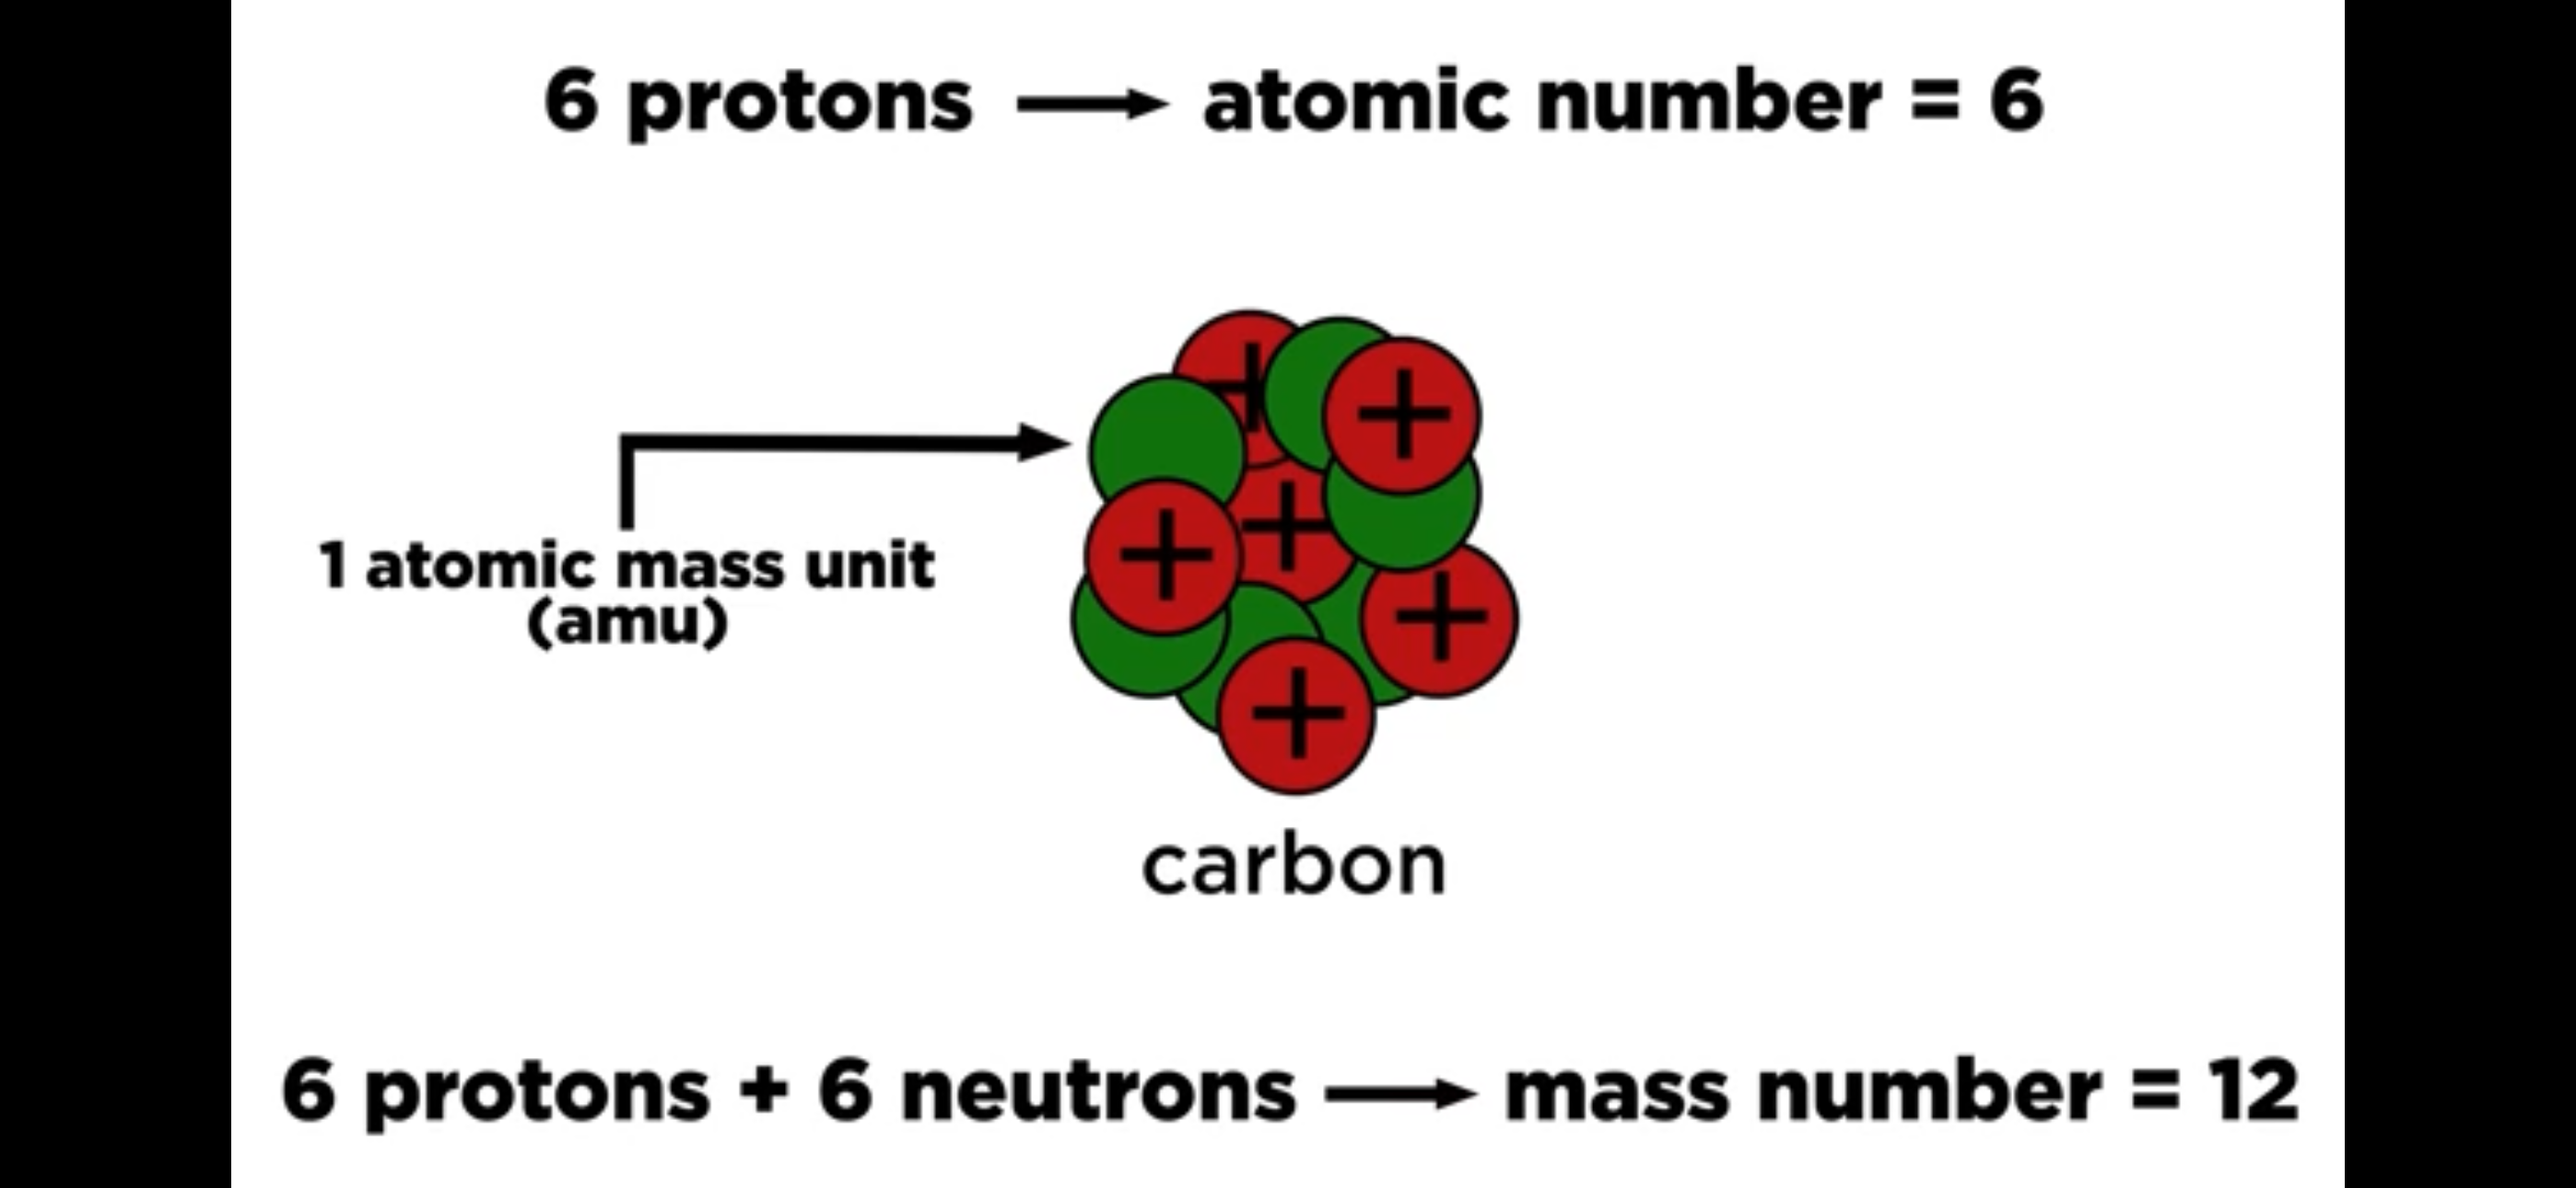 6 protons → atomic number = 6
+ +
+ +
+
+
1 atomic mass unit
(amu)
carbon
6 protons + 6 neutrons → mass number = 12